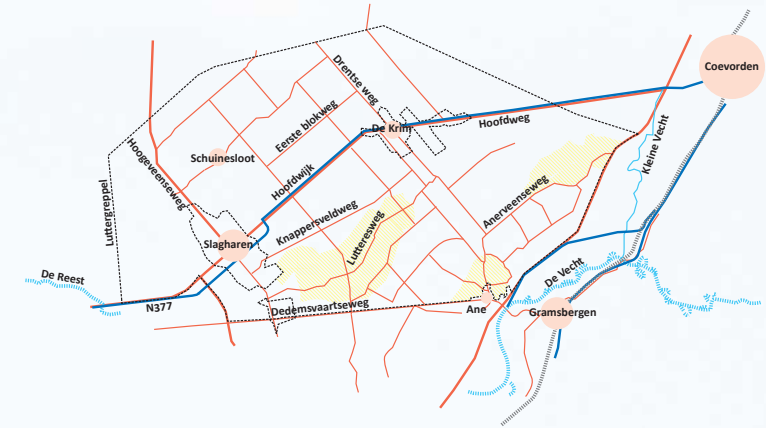 Coevorden
Drentse weg
De Krim
Hoofdweg
Eerste blokweg
Schuinesloot
Hoofdwijk
Kleine Vecht
Hoogeveenseweg
Luttergreppel
Anerveenseweg
Knappersveldweg
Lutteresweg
Slagharen
De Reest
De Vecht
N377
Dedemsvaartseweg
Ane
Gramsbergen